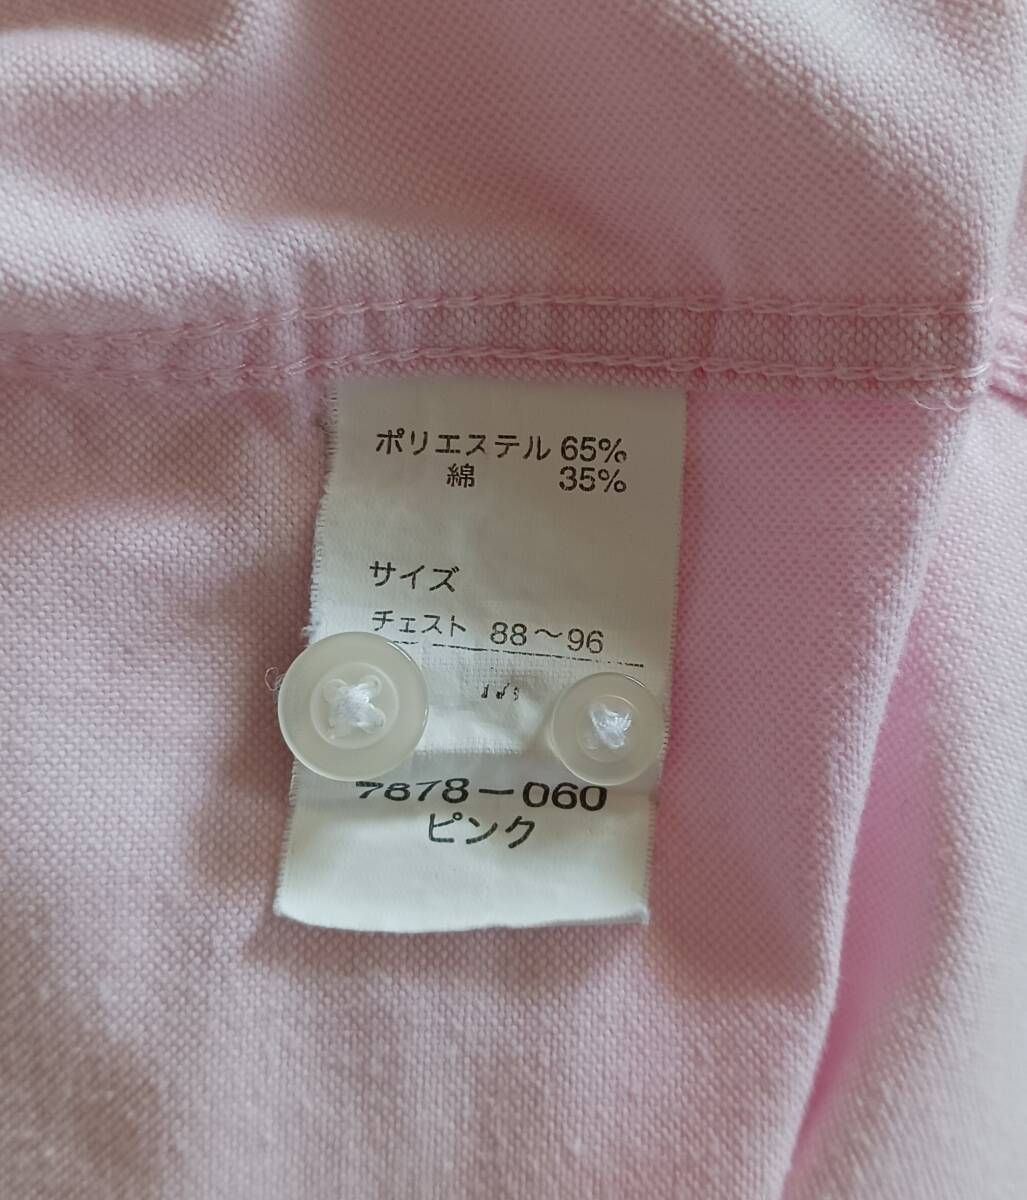 ポリエステル 65%
綿 35%
サイズ
チェスト 88〜96
7878-060
ピンク